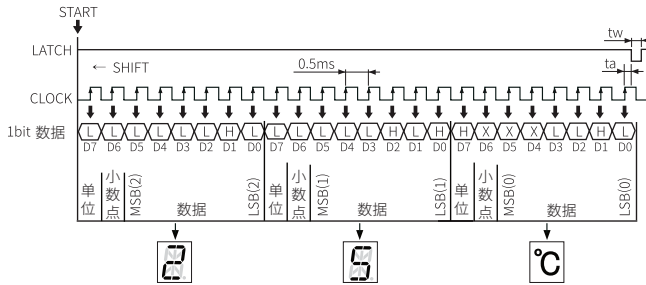 START
LATCH
tw
← SHIFT
0.5ms
ta
CLOCK
1bit 数据
L L L L L L H L L L L L L H L H H X X X L L H L
D7 D6 D5 D4 D3 D2 D1 D0 D7 D6 D5 D4 D3 D2 D1 D0 D7 D6 D5 D4 D3 D2 D1 D0
单位 小数点 MSB(2) 数据 LSB(2) 单位 小数点 MSB(1) 数据 LSB(1) 单位 小数点 MSB(0) 数据 LSB(0)
2 5 ℃